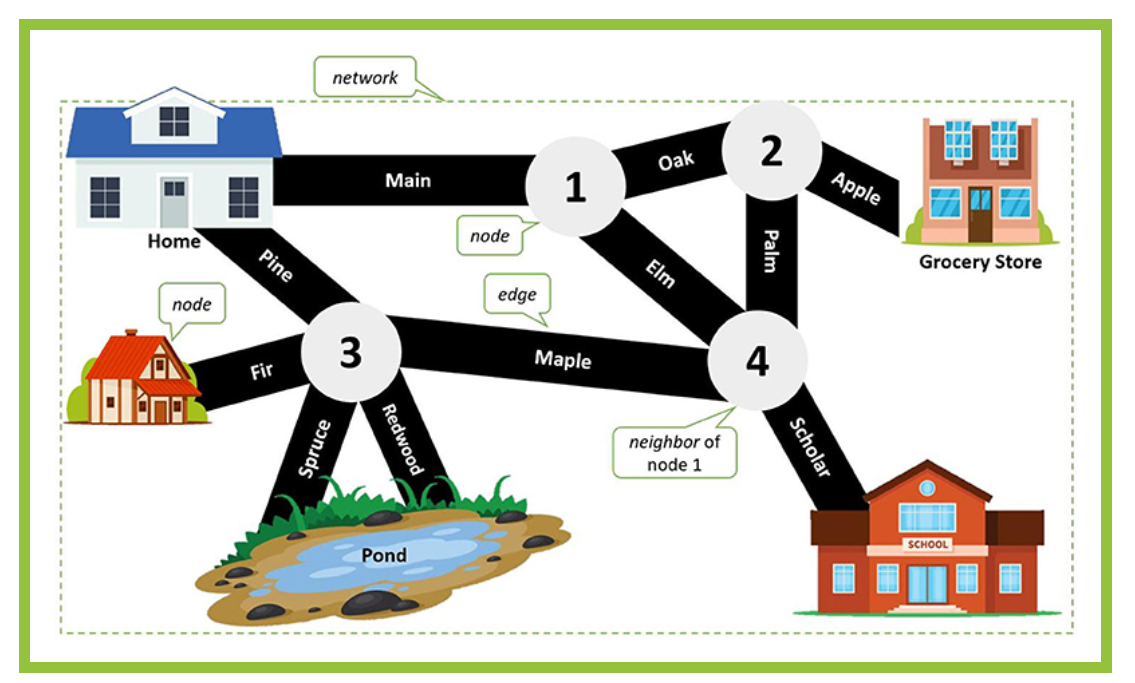 network
Main
1
Oak
2
Apple
Home
node
Elm
Palm
Grocery Store
Pine
node
edge
3
Fir
Maple
4
Spruce
Redwood
neighbor of
node 1
Scholar
Pond
SCHOOL